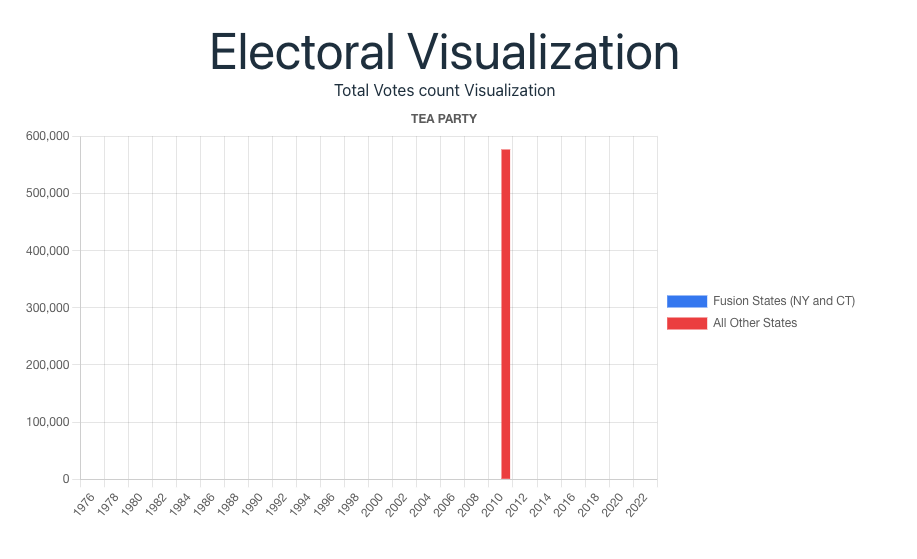 Electoral Visualization
Total Votes count Visualization
TEA PARTY
600,000
500,000
400,000
300,000
200,000
100,000
0
1976 1978 1980 1982 1984 1986 1988 1990 1992 1994 1996 1998 2000 2002 2004 2006 2008 2010 2012 2014 2016 2018 2020 2022
Fusion States (NY and CT)
All Other States